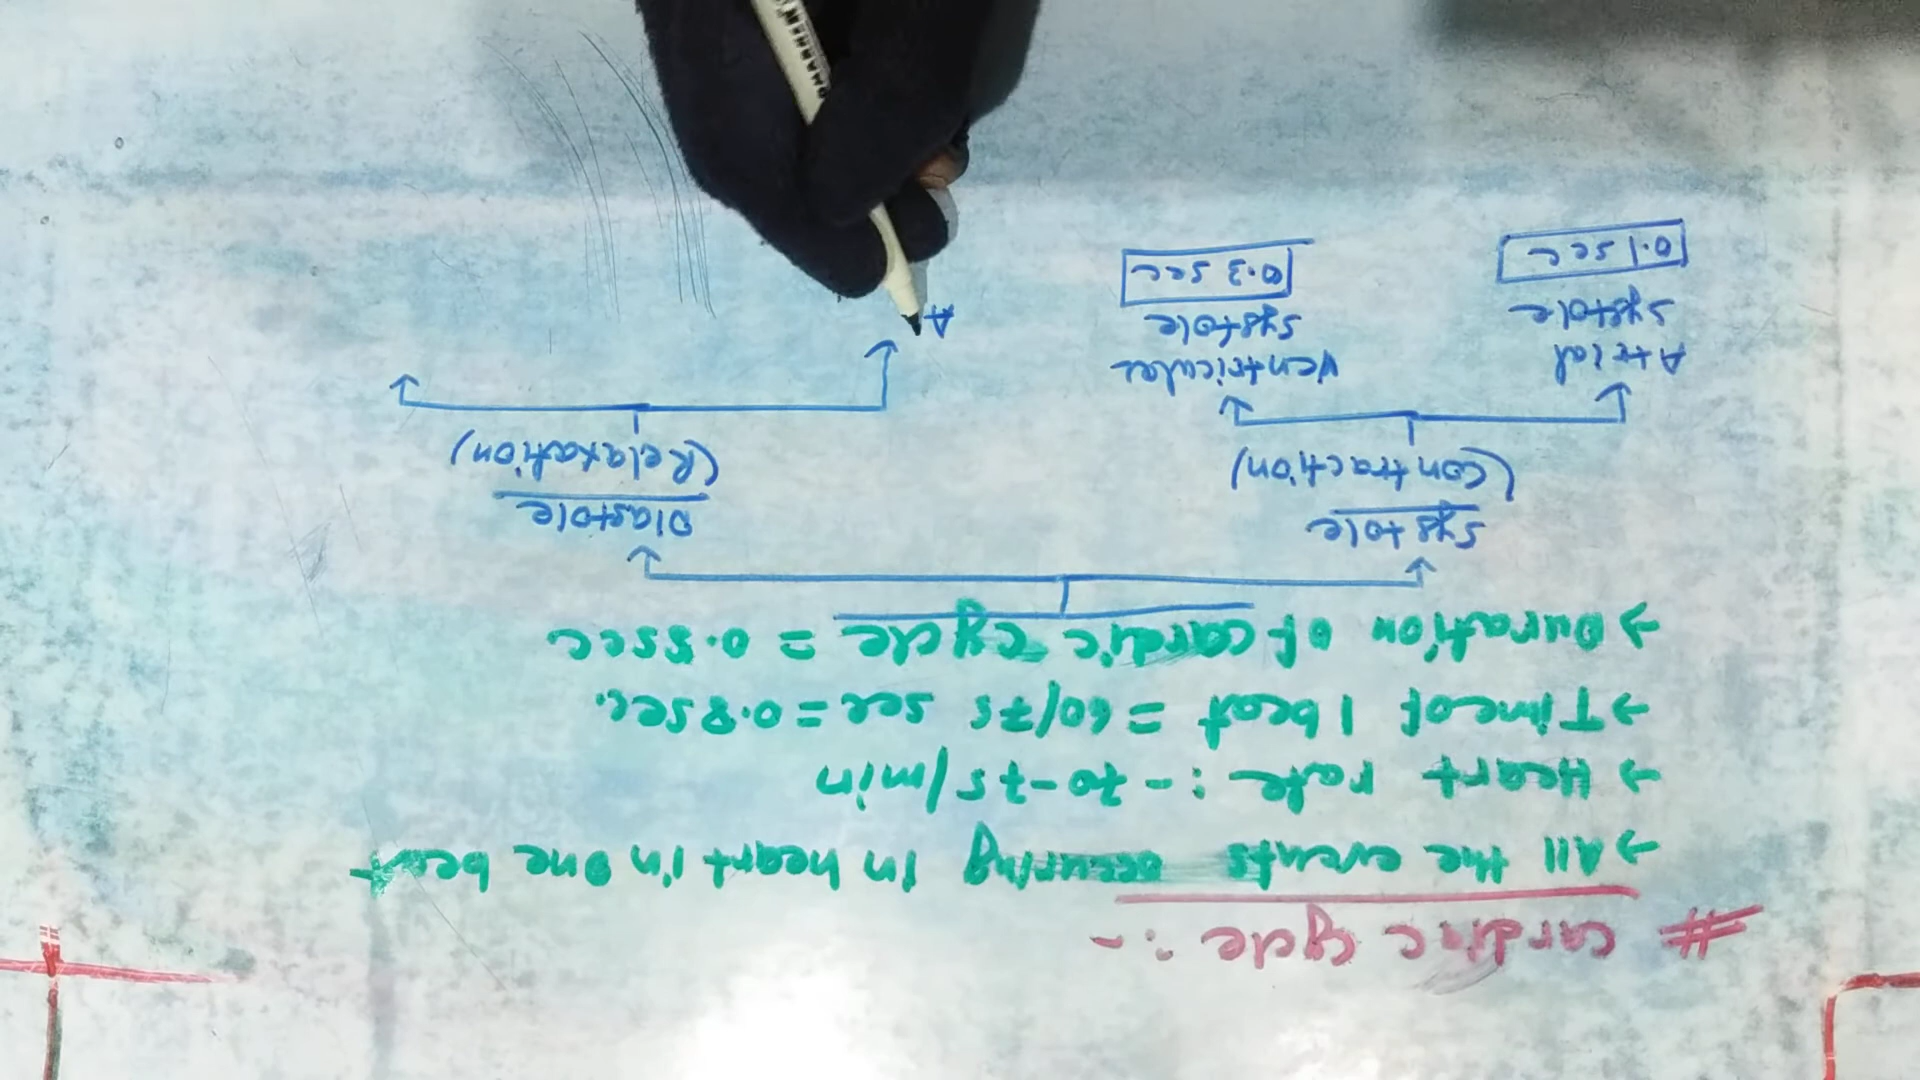 # cardiac cycle :-
→ All the events occuring in heart in one beat
→ Heart rate :- 70-75/min
→ Time of 1 beat = 60/75 sec = 0.8 sec.
→ Duration of cardic cycle = 0.8 sec
Systole
(contraction)
Atrial
Systole
0.1 sec
Ventricular
Systole
0.3 sec
Diastole
(Relaxation)
A